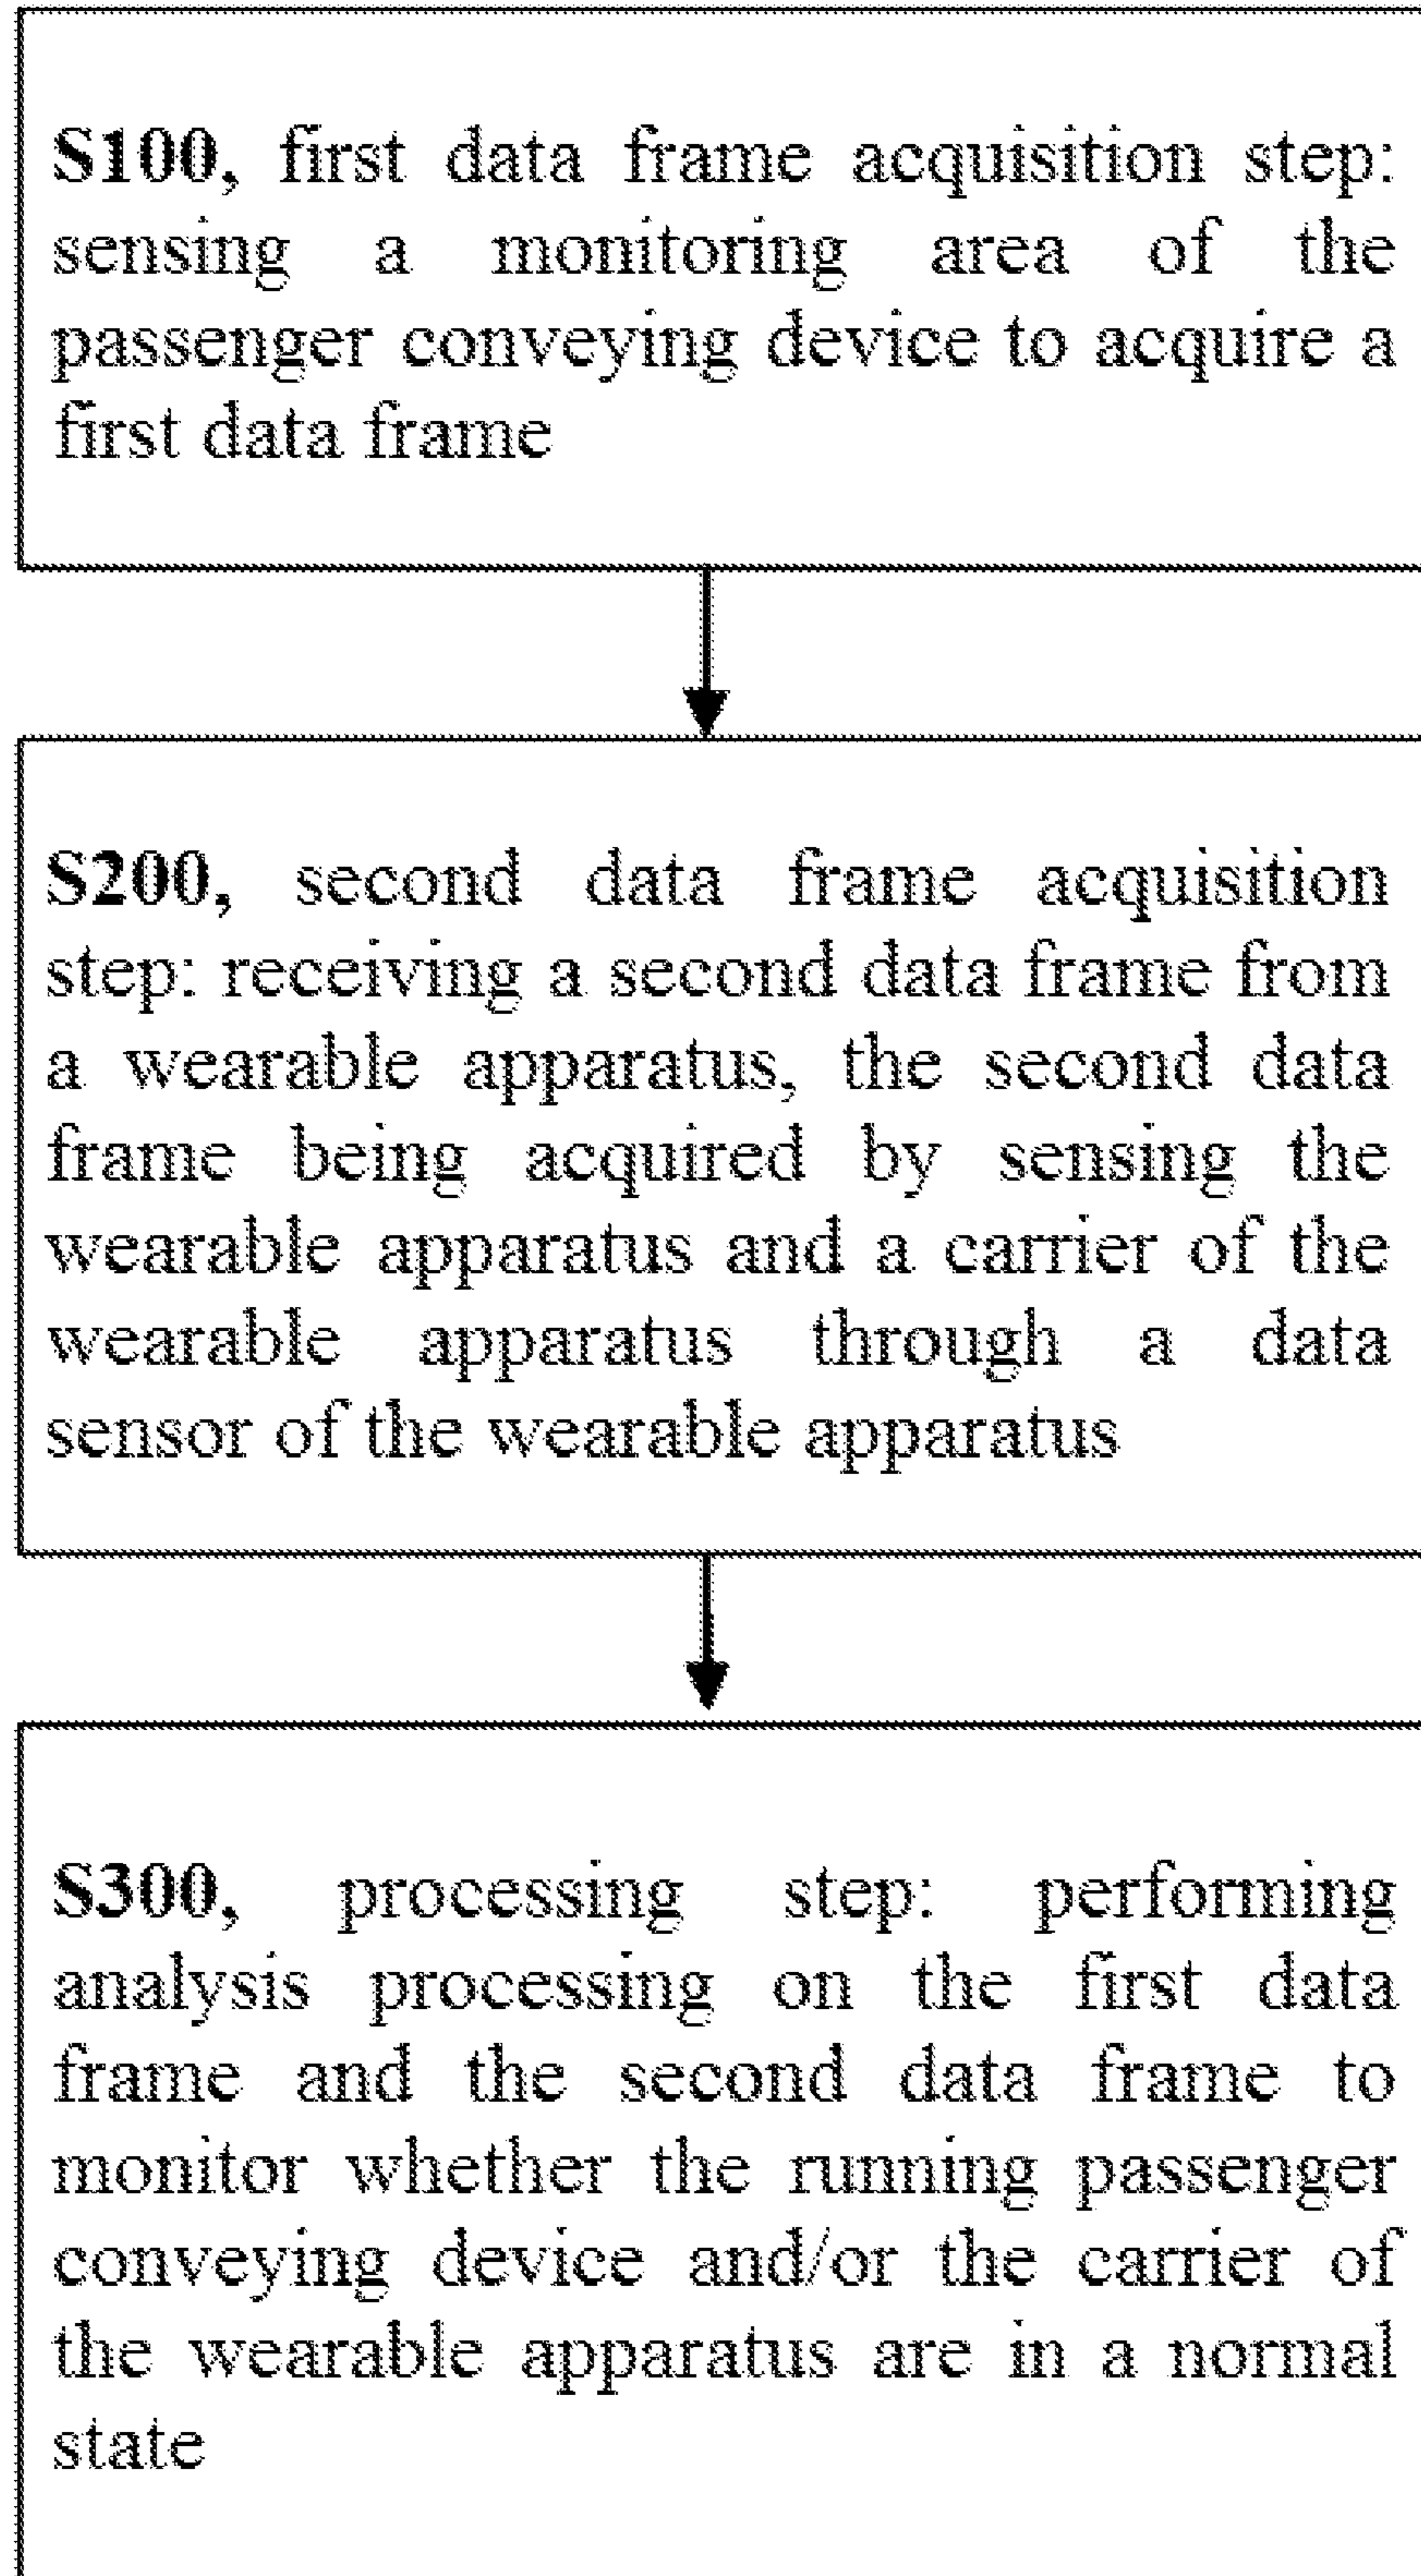 S100, first data frame acquisition step:
sensing a monitoring area of the
passenger conveying device to acquire a
first data frame
S200, second data frame acquisition
step: receiving a second data frame from
a wearable apparatus, the second data
frame being acquired by sensing the
wearable apparatus and a carrier of the
wearable apparatus through a data
sensor of the wearable apparatus
S300, processing step: performing
analysis processing on the first data
frame and the second data frame to
monitor whether the running passenger
conveying device and/or the carrier of
the wearable apparatus are in a normal
state